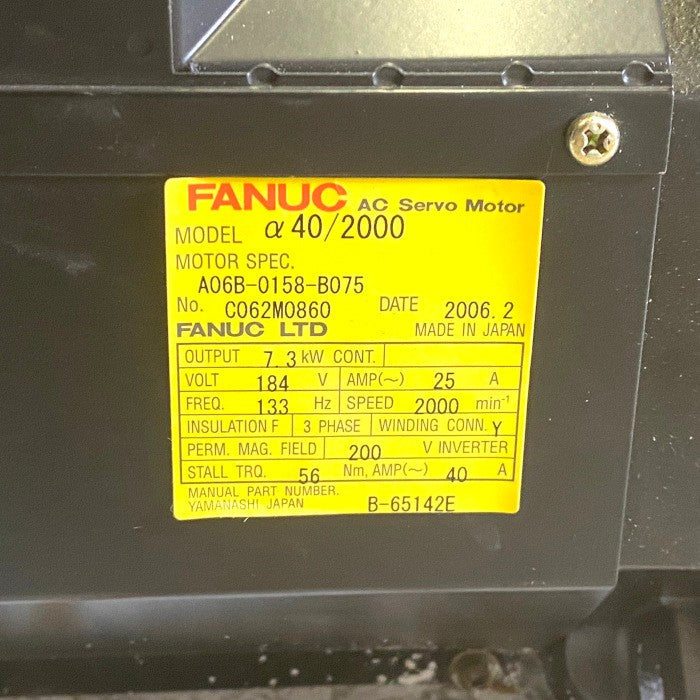 FANUC AC Servo Motor
MODEL α40/2000
MOTOR SPEC.
A06B-0158-B075
No. C062M0860 DATE 2006.2
FANUC LTD MADE IN JAPAN
OUTPUT 7.3 kW CONT.
VOLT 184 V AMP(~) 25 A
FREQ. 133 Hz SPEED 2000 min-1
INSULATION F 3 PHASE WINDING CONN. Y
PERM. MAG. FIELD 200 V INVERTER
STALL TRQ. 56 Nm, AMP(~) 40 A
MANUAL PART NUMBER.
YAMANASHI JAPAN B-65142E